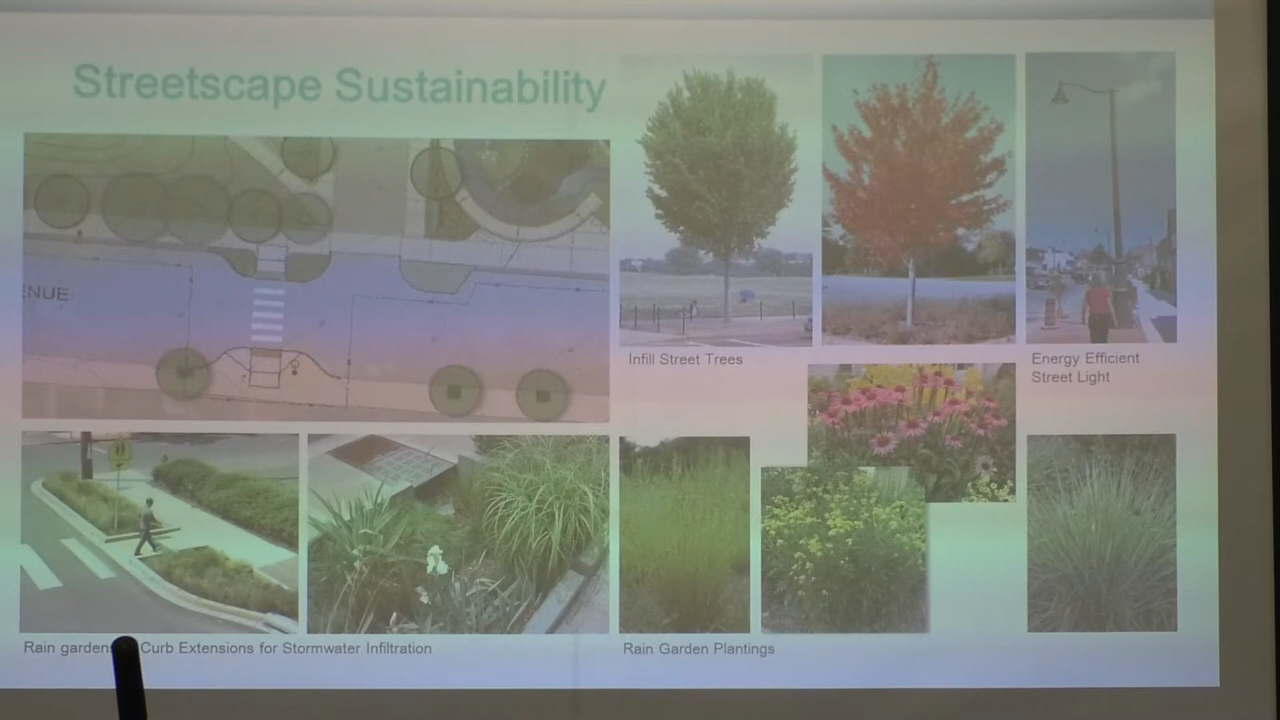 Streetscape Sustainability
ENUE
Infill Street Trees
Energy Efficient
Street Light
Rain garden Curb Extensions for Stormwater Infiltration
Rain Garden Plantings